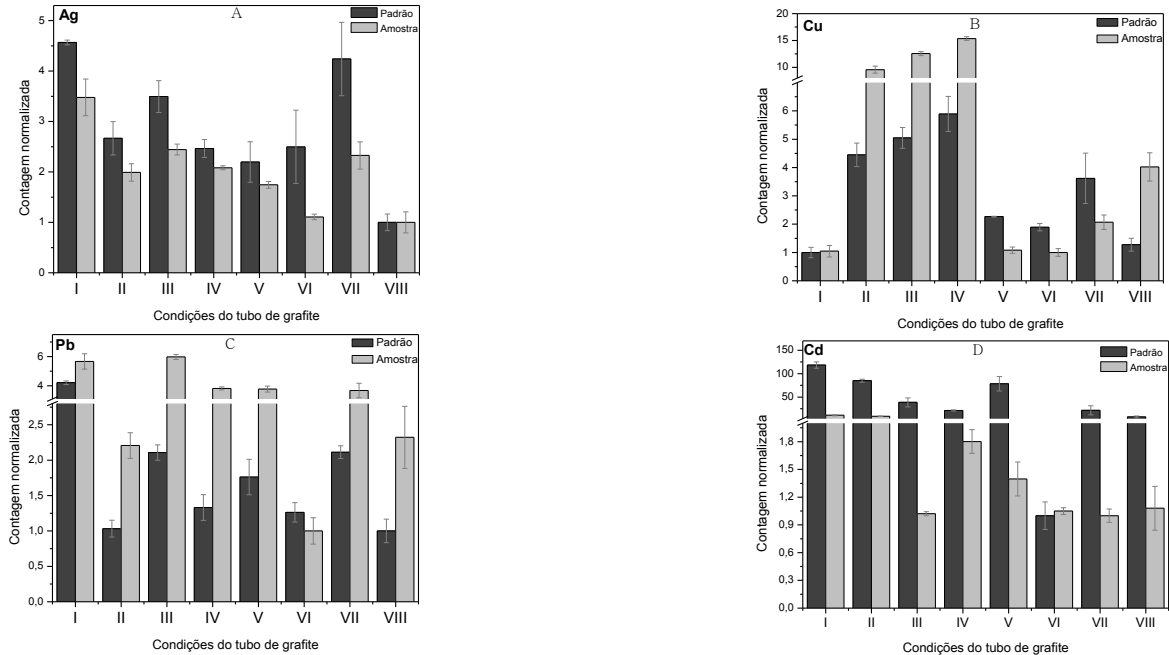 Ag
A
Padrão
Amostra
Contagem normalizada
5
4
3
2
1
0
I II III IV V VI VII VIII
Condições do tubo de grafite
Cu
B
Padrão
Amostra
Contagem normalizada
20
15
10
6
5
4
3
2
1
0
I II III IV V VI VII VIII
Condições do tubo de grafite
Pb
C
Padrão
Amostra
Contagem normalizada
6
4
2,5
2,0
1,5
1,0
0,5
0,0
I II III IV V VI VII VIII
Condições do tubo de grafite
Cd
D
Padrão
Amostra
Contagem normalizada
150
125
100
75
50
25
1,8
1,5
1,2
0,9
0,6
0,3
0,0
I II III IV V VI VII VIII
Condições do tubo de grafite